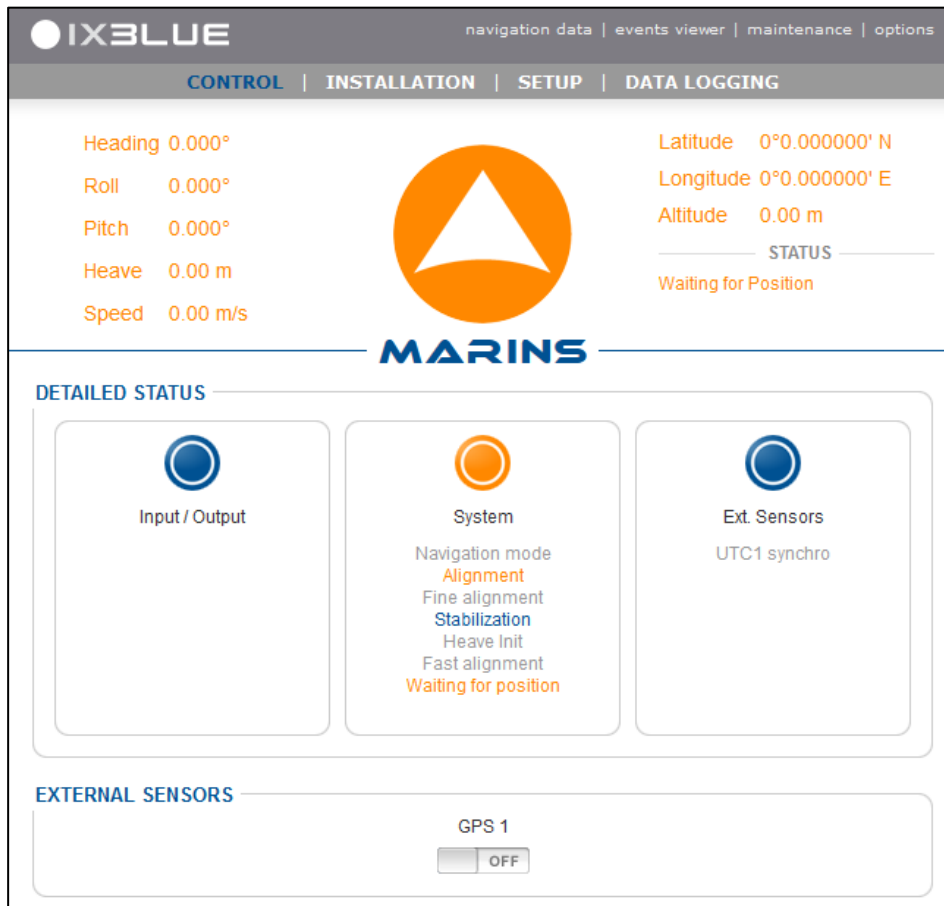 IXBLUE
navigation data | events viewer | maintenance | options
CONTROL | INSTALLATION | SETUP | DATA LOGGING
Heading 0.000°
Roll 0.000°
Pitch 0.000°
Heave 0.00 m
Speed 0.00 m/s
Latitude 0°0.000000' N
Longitude 0°0.000000' E
Altitude 0.00 m
STATUS
Waiting for Position
MARINS
DETAILED STATUS
Input / Output
System
Navigation mode
Alignment
Fine alignment
Stabilization
Heave Init
Fast alignment
Waiting for position
Ext. Sensors
UTC1 synchro
EXTERNAL SENSORS
GPS 1
OFF